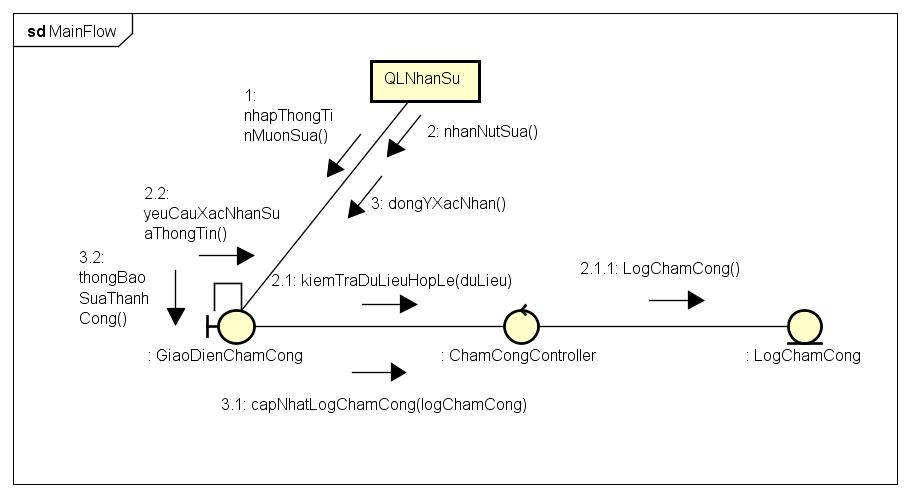 sd MainFlow
QLNhanSu
1:
nhapThongTi
nMuonSua()
2: nhanNutSua()
2.2:
yeuCauXacNhanSu
aThongTin()
3: dongYXacNhan()
3.2:
thongBao
SuaThanh
Cong()
2.1: kiemTraDuLieuHopLe(duLieu)
2.1.1: LogChamCong()
: GiaoDienChamCong
: ChamCongController
: LogChamCong
3.1: capNhatLogChamCong(logChamCong)